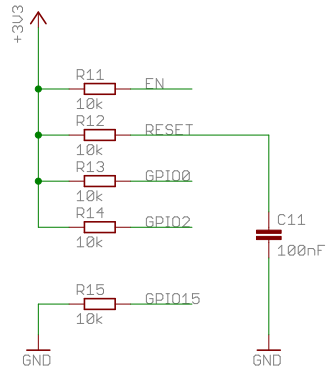 +3V3
R11
EN
10k
R12
RESET
10k
R13
GPIO0
10k
R14
GPIO2
10k
C11
100nF
R15
GPIO15
10k
GND
GND